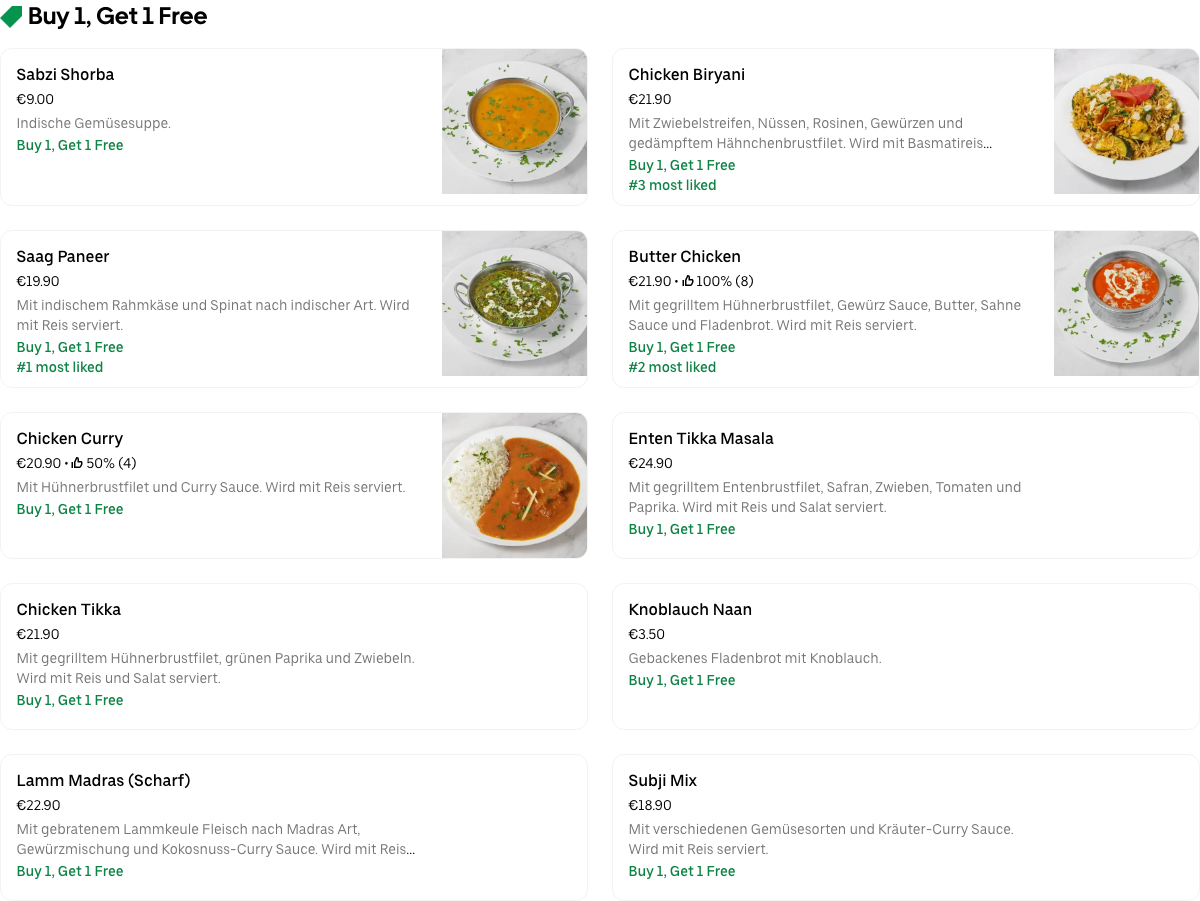 Buy 1, Get 1 Free
Sabzi Shorba
€9.00
Indische Gemüsesuppe.
Buy 1, Get 1 Free
Chicken Biryani
€21.90
Mit Zwiebelstreifen, Nüssen, Rosinen, Gewürzen und
gedämpftem Hähnchenbrustfilet. Wird mit Basmatireis...
Buy 1, Get 1 Free
#3 most liked
Saag Paneer
€19.90
Mit indischem Rahmkäse und Spinat nach indischer Art. Wird
mit Reis serviert.
Buy 1, Get 1 Free
#1 most liked
Butter Chicken
€21.90 • 100% (8)
Mit gegrilltem Hühnerbrustfilet, Gewürz Sauce, Butter, Sahne
Sauce und Fladenbrot. Wird mit Reis serviert.
Buy 1, Get 1 Free
#2 most liked
Chicken Curry
€20.90 • 50% (4)
Mit Hühnerbrustfilet und Curry Sauce. Wird mit Reis serviert.
Buy 1, Get 1 Free
Enten Tikka Masala
€24.90
Mit gegrilltem Entenbrustfilet, Safran, Zwieben, Tomaten und
Paprika. Wird mit Reis und Salat serviert.
Buy 1, Get 1 Free
Chicken Tikka
€21.90
Mit gegrilltem Hühnerbrustfilet, grünen Paprika und Zwiebeln.
Wird mit Reis und Salat serviert.
Buy 1, Get 1 Free
Knoblauch Naan
€3.50
Gebackenes Fladenbrot mit Knoblauch.
Buy 1, Get 1 Free
Lamm Madras (Scharf)
€22.90
Mit gebratenem Lammkeule Fleisch nach Madras Art,
Gewürzmischung und Kokosnuss-Curry Sauce. Wird mit Reis...
Buy 1, Get 1 Free
Subji Mix
€18.90
Mit verschiedenen Gemüsesorten und Kräuter-Curry Sauce.
Wird mit Reis serviert.
Buy 1, Get 1 Free